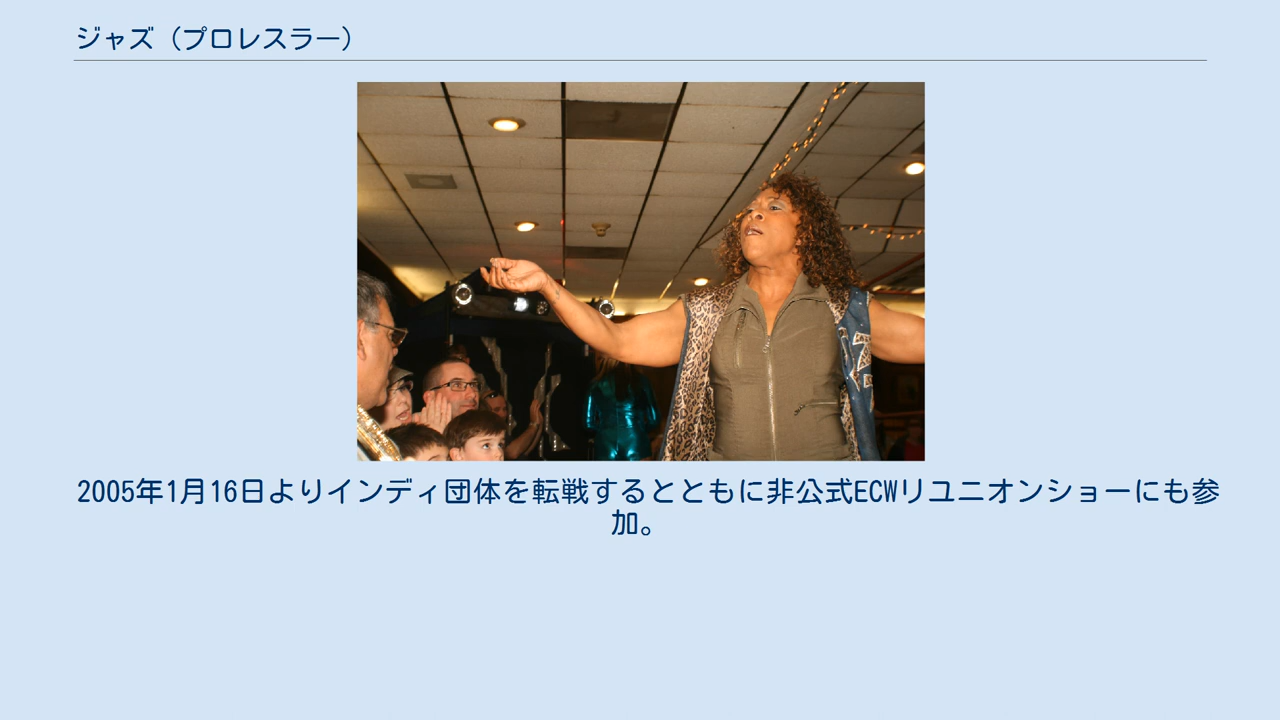 ジャズ（プロレスラー）
2005年1月16日よりインディ団体を転戦するとともに非公式ECWリユニオンショーにも参
加。